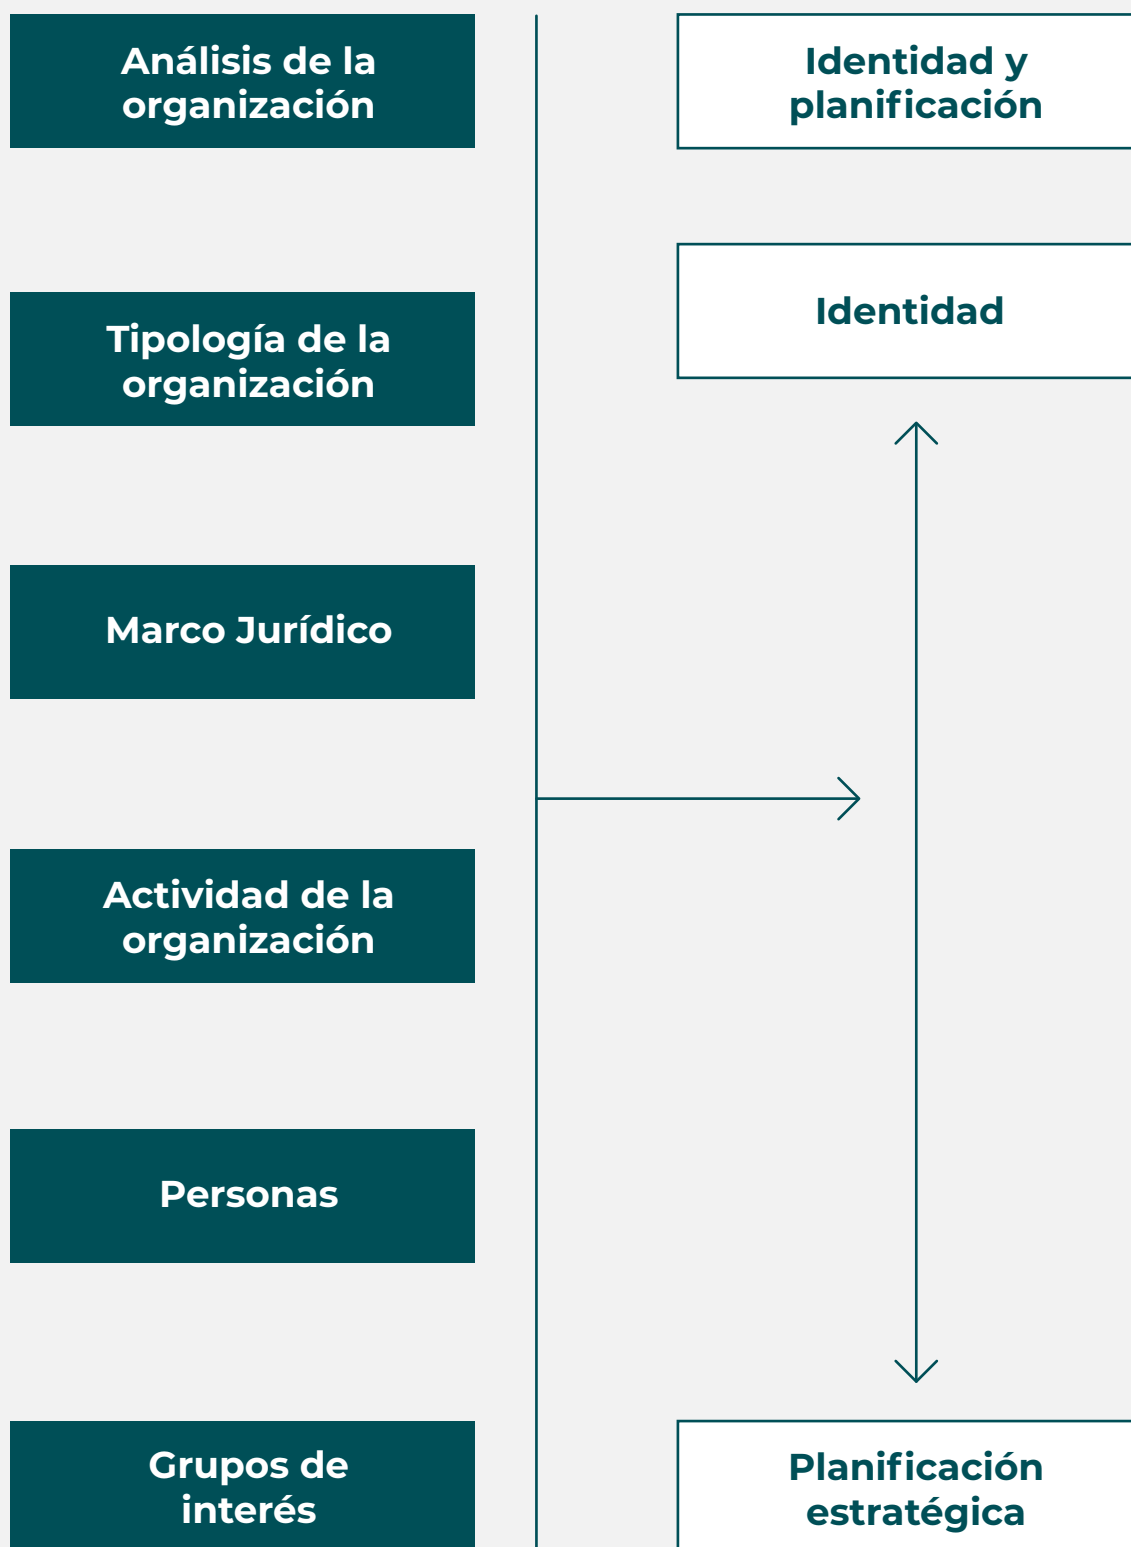 Análisis de la
organización
Identidad y
planificación
Identidad
Tipología de la
organización
Marco Jurídico
Actividad de la
organización
Personas
Grupos de
interés
Planificación
estratégica